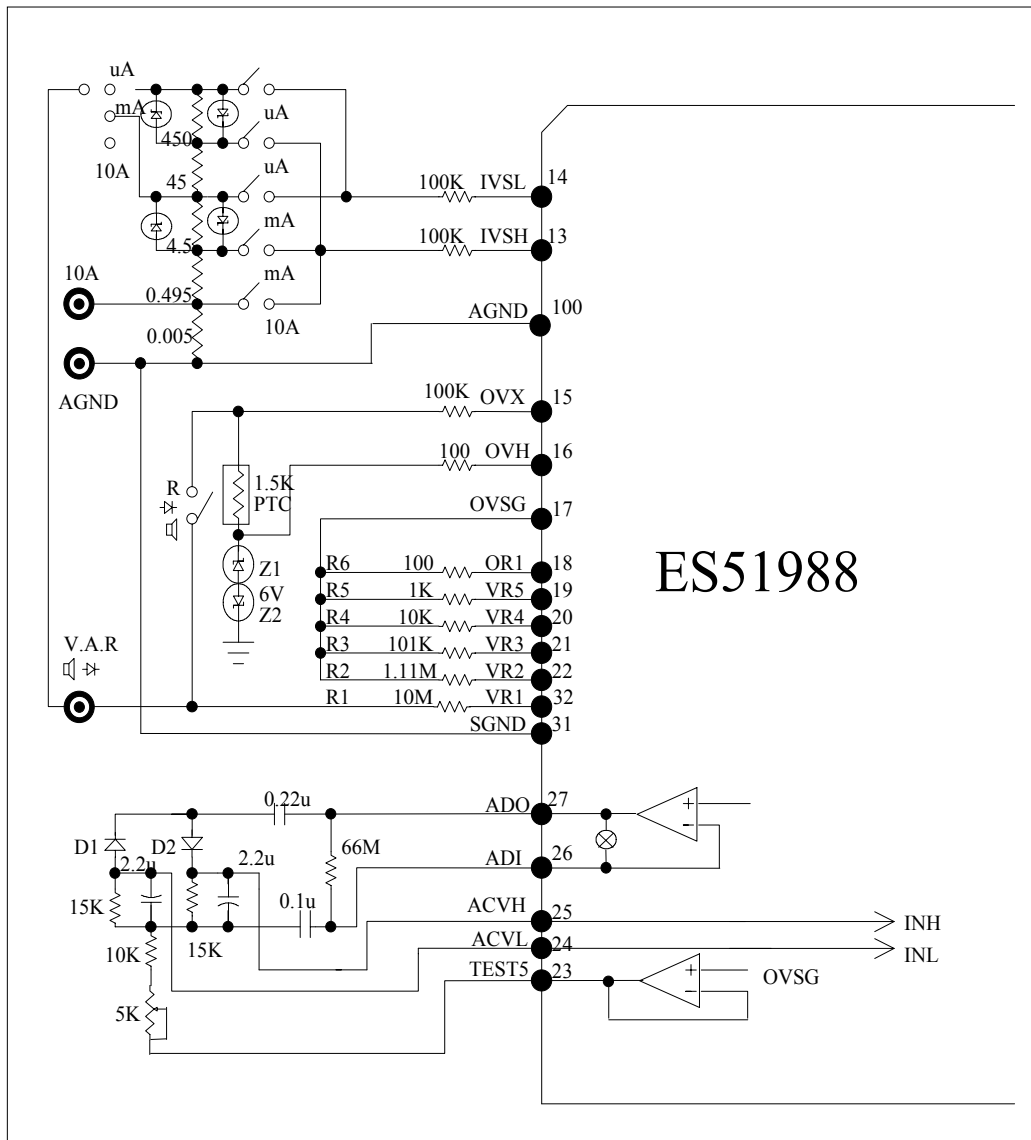 uA
mA
450
uA
10A
uA
45
100K IVSL 14
mA
4.5
100K IVSH 13
10A
mA
0.495
AGND 100
10A
0.005
AGND
100K OVX 15
100 OVH 16
R
1.5K
PTC
OVSG 17
ES51988
Z1
6V
Z2
R6 100 OR1 18
R5 1K VR5 19
R4 10K VR4 20
R3 101K VR3 21
R2 1.11M VR2 22
V.A.R
R1 10M VR1 32
SGND 31
0.22u
ADO 27
+
-
D1 D2
66M
2.2u 2.2u
ADI 26
0.1u
15K
ACVH 25 INH
15K
10K
ACVL 24 INL
TEST5 23
+
-
OVSG
5K